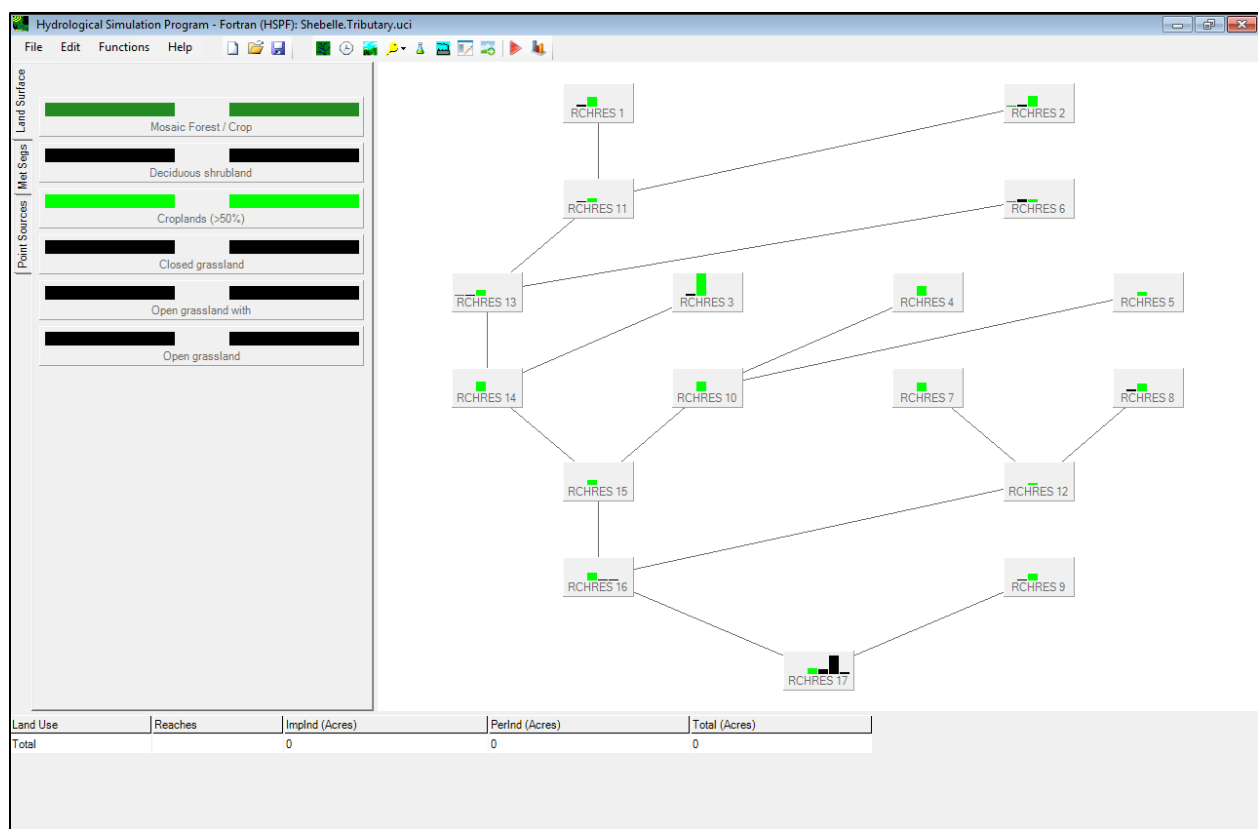 Hydrological Simulation Program - Fortran (HSPF): Shebelle.Tributary.uci
File Edit Functions Help
Land Surface
Met Segs
Point Sources
Mosaic Forest / Crop
Deciduous shrubland
Croplands (>50%)
Closed grassland
Open grassland with
Open grassland
RCHRES 1
RCHRES 2
RCHRES 11
RCHRES 6
RCHRES 13
RCHRES 3
RCHRES 4
RCHRES 5
RCHRES 14
RCHRES 10
RCHRES 7
RCHRES 8
RCHRES 15
RCHRES 12
RCHRES 16
RCHRES 9
RCHRES 17
Land Use Reaches ImpInd (Acres) PerInd (Acres) Total (Acres)
Total 0 0 0